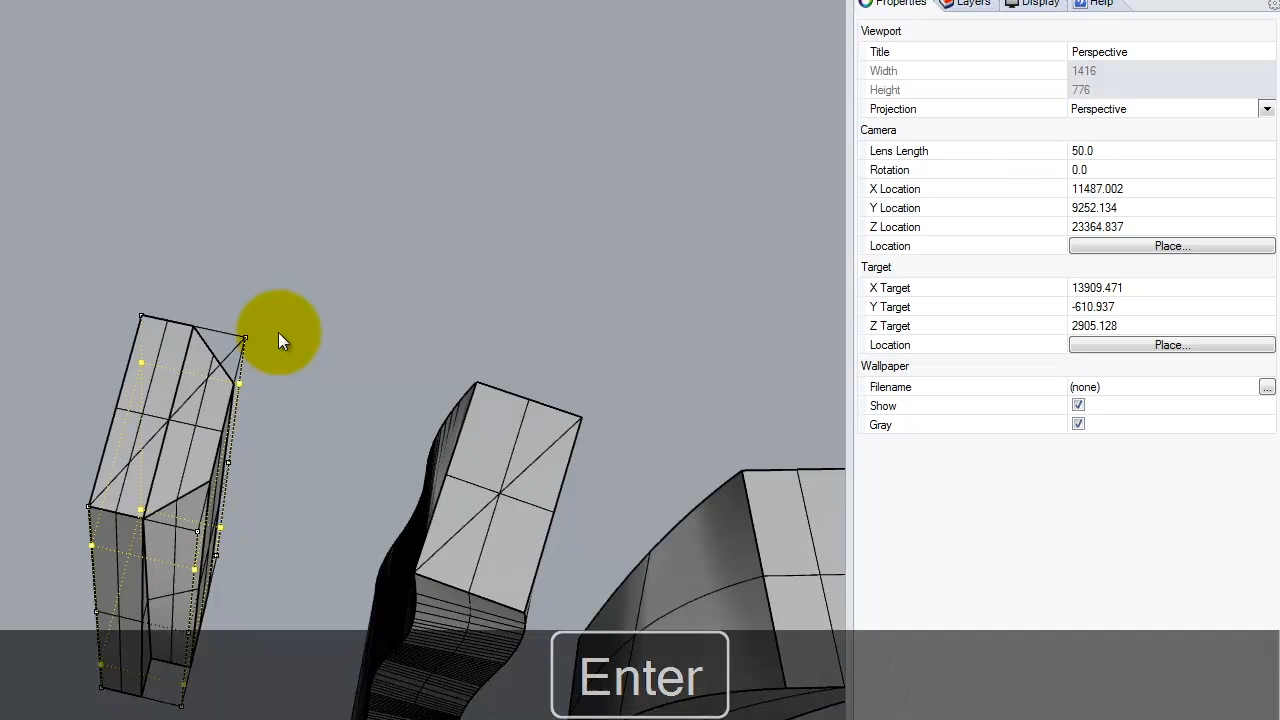 Properties Layers Display Help
Viewport
Title Perspective
Width 1416
Height 776
Projection Perspective
Camera
Lens Length 50.0
Rotation 0.0
X Location 11487.002
Y Location 9252.134
Z Location 23364.837
Location Place...
Target
X Target 13909.471
Y Target -610.937
Z Target 2905.128
Location Place...
Wallpaper
Filename (none) ...
Show
Gray
Enter